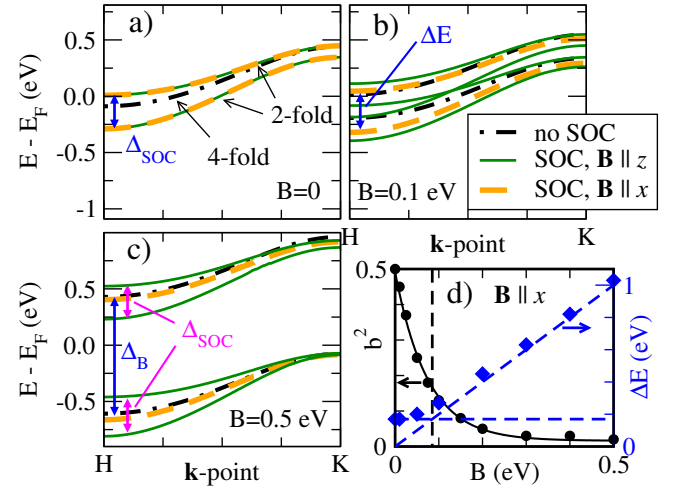 a)
E - E_F (eV)
0.5
0.0
-0.5
-1
Δ_SOC
4-fold
2-fold
B=0
b)
ΔE
B=0.1 eV
no SOC
SOC, B || z
SOC, B || x
H
k-point
K
c)
E - E_F (eV)
0.5
0.0
-0.5
Δ_B
Δ_SOC
B=0.5 eV
H
k-point
K
d)
B || x
b²
0.5
0
0
B (eV)
0.5
1
0
ΔE (eV)